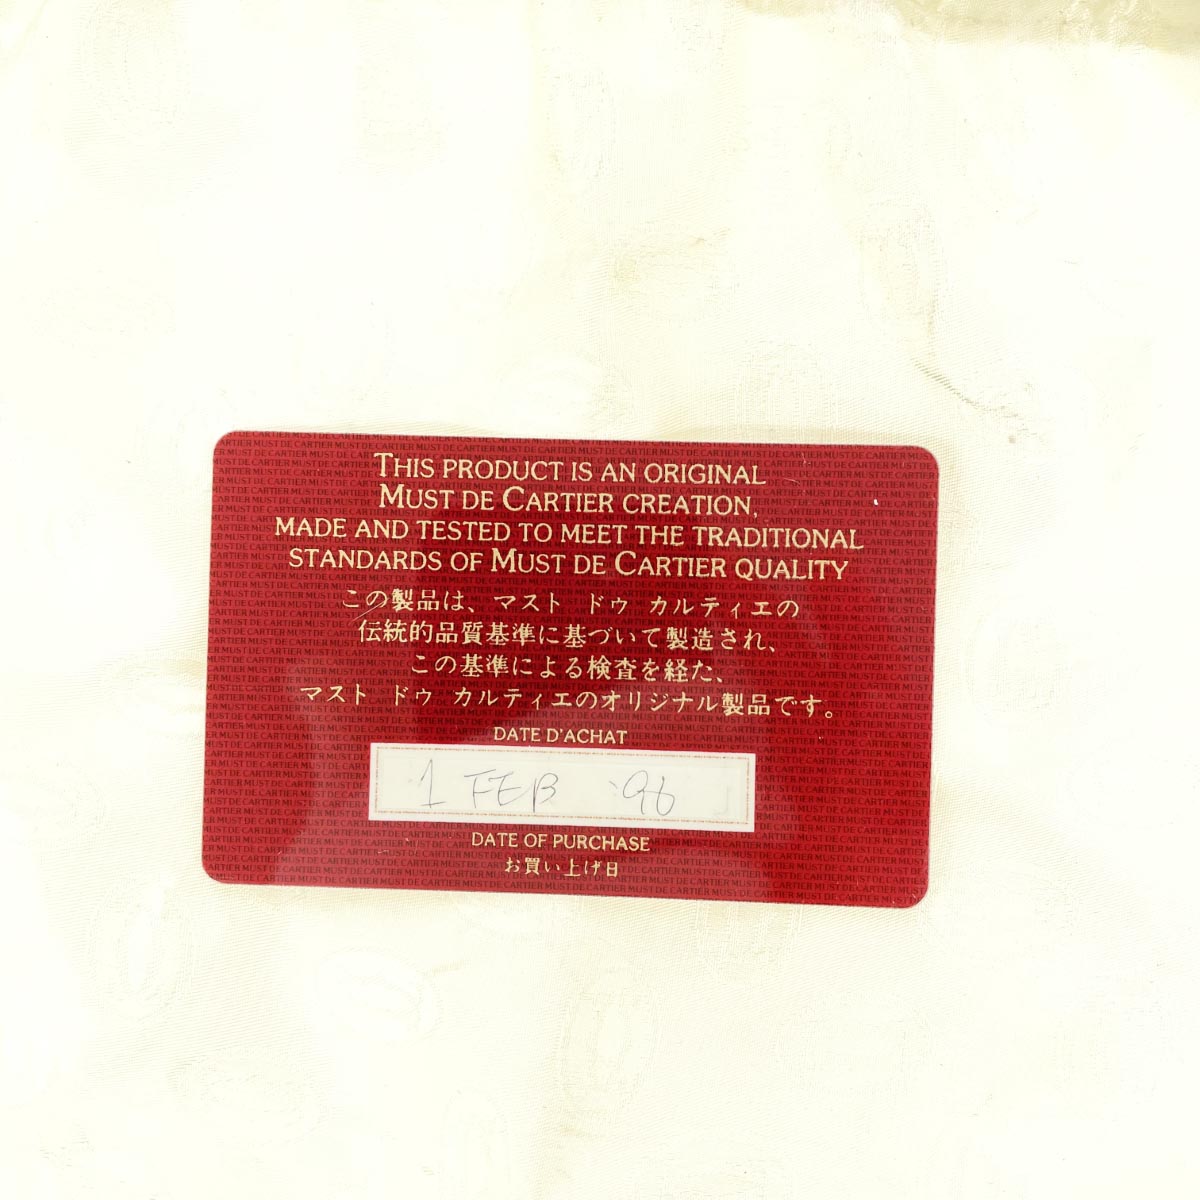 THIS PRODUCT IS AN ORIGINAL
MUST DE CARTIER CREATION,
MADE AND TESTED TO MEET THE TRADITIONAL
STANDARDS OF MUST DE CARTIER QUALITY
この製品は、マスト ドゥ カルティエの
伝統的品質基準に基づいて製造され、
この基準による検査を経た、
マスト ドゥ カルティエのオリジナル製品です。
DATE D'ACHAT
1 FEB '96
DATE OF PURCHASE
お買い上げ日